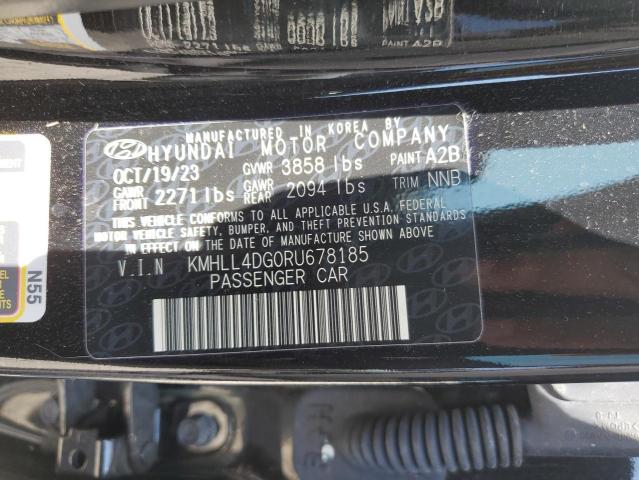 MANUFACTURED IN KOREA BY
HYUNDAI MOTOR COMPANY
OCT/19/23 GVWR 3858 lbs PAINT A2B
GAWR FRONT 2271 lbs GAWR REAR 2094 lbs TRIM NNB
THIS VEHICLE CONFORMS TO ALL APPLICABLE U.S.A. FEDERAL
MOTOR VEHICLE SAFETY, BUMPER, AND THEFT PREVENTION STANDARDS
IN EFFECT ON THE DATE OF MANUFACTURE SHOWN ABOVE.
V.I.N KMHLL4DG0RU678185
PASSENGER CAR
N55